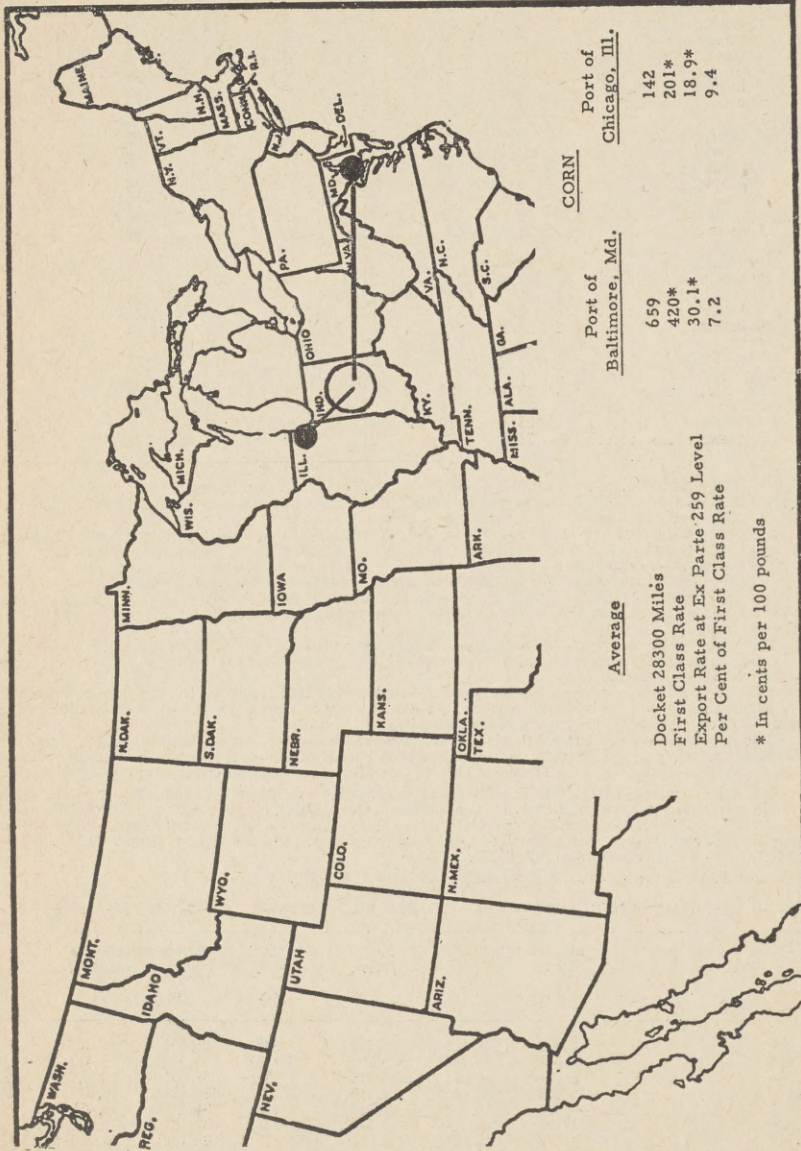 WASH.
REG.
NEV.
MONT.
IDAHO
UTAH
ARIZ.
WYO.
COLO.
N.MEX.
N.DAK.
S.DAK.
NEBR.
KANS.
OKLA.
TEX.
MINN.
IOWA
MO.
ARK.
WIS.
MICH.
ILL.
IND.
OHIO
KY.
TENN.
MISS.
ALA.
GA.
PA.
N.Y.
VT.
N.H.
MAINE
MASS.
CONN.
R.I.
N.J.
DEL.
MD.
W.VA.
VA.
N.C.
S.C.
CORN
Average Port of Baltimore, Md. Port of Chicago, Ill.
Docket 28300 Miles 659 142
First Class Rate 420* 201*
Export Rate at Ex Parte 259 Level 30.1* 18.9*
Per Cent of First Class Rate 7.2 9.4
* In cents per 100 pounds